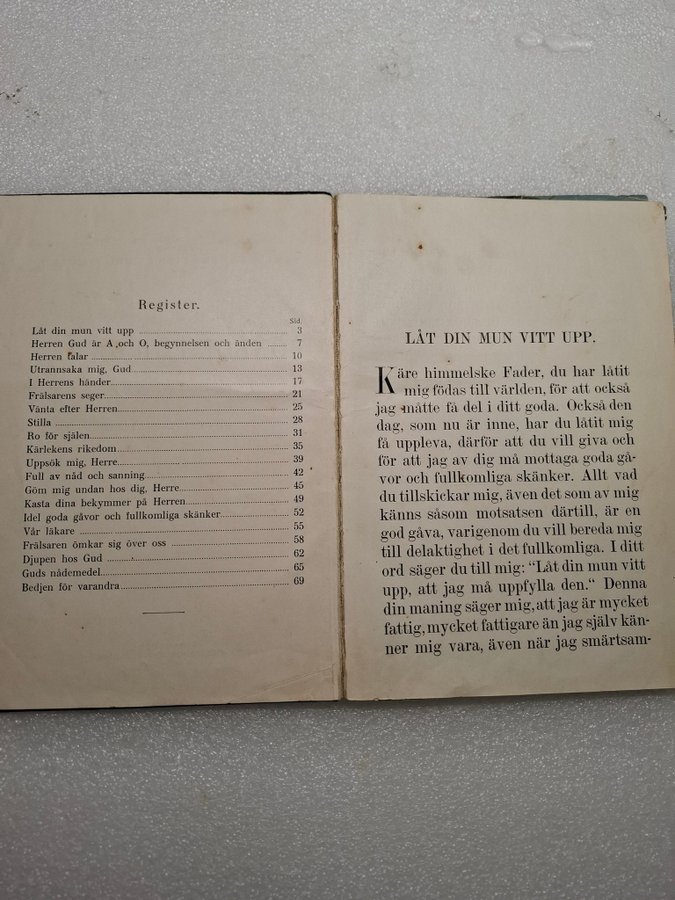 Register.
Sid.
Låt din mun vitt upp 3
Herren Gud är A och O, begynnelsen och änden 7
Herren talar 10
Utrannsaka mig, Gud 13
I Herrens händer 17
Frälsarens seger 21
Vänta efter Herren 25
Stilla 28
Ro för själen 31
Kärlekens rikedom 35
Uppsök mig, Herre 39
Full av nåd och sanning 42
Göm mig undan hos dig, Herre 45
Kasta dina bekymmer på Herren 49
Idel goda gåvor och fullkomliga skänker 52
Vår läkare 55
Frälsaren ömkar sig över oss 58
Djupen hos Gud 62
Guds nådemedel 65
Bedjen för varandra 69
LÅT DIN MUN VITT UPP.
Käre himmelske Fader, du har låtit
mig födas till världen, för att också
jag måtte få del i ditt goda. Också den
dag, som nu är inne, har du låtit mig
få uppleva, därför att du vill giva och
för att jag av dig må mottaga goda gå-
vor och fullkomliga skänker. Allt vad
du tillskickar mig, även det som av mig
känns såsom motsatsen därtill, är en
god gåva, varigenom du vill bereda mig
till delaktighet i det fullkomliga. I ditt
ord säger du till mig: “Låt din mun vitt
upp, att jag må uppfylla den.“ Denna
din maning säger mig, att jag är mycket
fattig, mycket fattigare än jag själv kän-
ner mig vara, även när jag smärtsam-